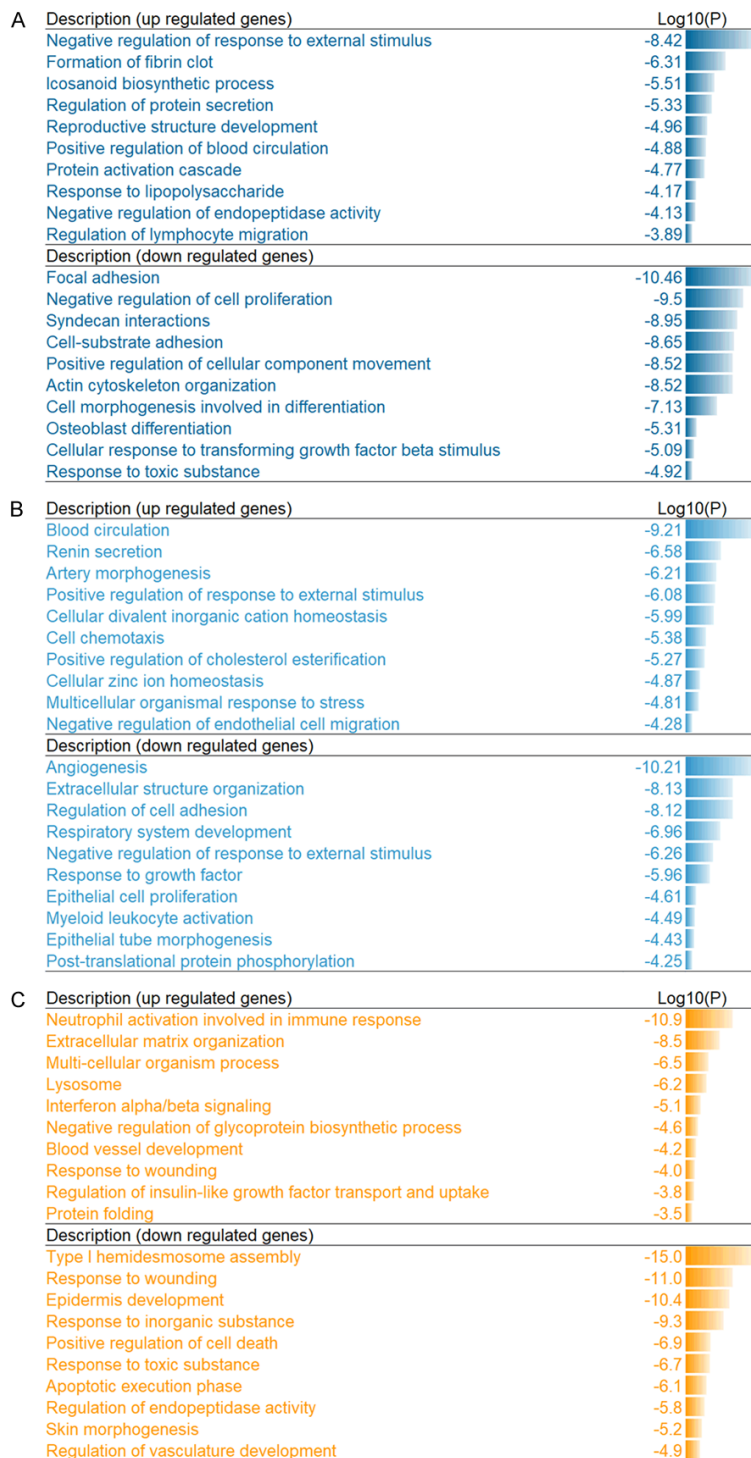 A Description (up regulated genes) Log10(P)
Negative regulation of response to external stimulus -8.42
Formation of fibrin clot -6.31
Icosanoid biosynthetic process -5.51
Regulation of protein secretion -5.33
Reproductive structure development -4.96
Positive regulation of blood circulation -4.88
Protein activation cascade -4.77
Response to lipopolysaccharide -4.17
Negative regulation of endopeptidase activity -4.13
Regulation of lymphocyte migration -3.89
Description (down regulated genes)
Focal adhesion -10.46
Negative regulation of cell proliferation -9.5
Syndecan interactions -8.95
Cell-substrate adhesion -8.65
Positive regulation of cellular component movement -8.52
Actin cytoskeleton organization -8.52
Cell morphogenesis involved in differentiation -7.13
Osteoblast differentiation -5.31
Cellular response to transforming growth factor beta stimulus -5.09
Response to toxic substance -4.92
B Description (up regulated genes) Log10(P)
Blood circulation -9.21
Renin secretion -6.58
Artery morphogenesis -6.21
Positive regulation of response to external stimulus -6.08
Cellular divalent inorganic cation homeostasis -5.99
Cell chemotaxis -5.38
Positive regulation of cholesterol esterification -5.27
Cellular zinc ion homeostasis -4.87
Multicellular organismal response to stress -4.81
Negative regulation of endothelial cell migration -4.28
Description (down regulated genes)
Angiogenesis -10.21
Extracellular structure organization -8.13
Regulation of cell adhesion -8.12
Respiratory system development -6.96
Negative regulation of response to external stimulus -6.26
Response to growth factor -5.96
Epithelial cell proliferation -4.61
Myeloid leukocyte activation -4.49
Epithelial tube morphogenesis -4.43
Post-translational protein phosphorylation -4.25
C Description (up regulated genes) Log10(P)
Neutrophil activation involved in immune response -10.9
Extracellular matrix organization -8.5
Multi-cellular organism process -6.5
Lysosome -6.2
Interferon alpha/beta signaling -5.1
Negative regulation of glycoprotein biosynthetic process -4.6
Blood vessel development -4.2
Response to wounding -4.0
Regulation of insulin-like growth factor transport and uptake -3.8
Protein folding -3.5
Description (down regulated genes)
Type I hemidesmosome assembly -15.0
Response to wounding -11.0
Epidermis development -10.4
Response to inorganic substance -9.3
Positive regulation of cell death -6.9
Response to toxic substance -6.7
Apoptotic execution phase -6.1
Regulation of endopeptidase activity -5.8
Skin morphogenesis -5.2
Regulation of vasculature development -4.9